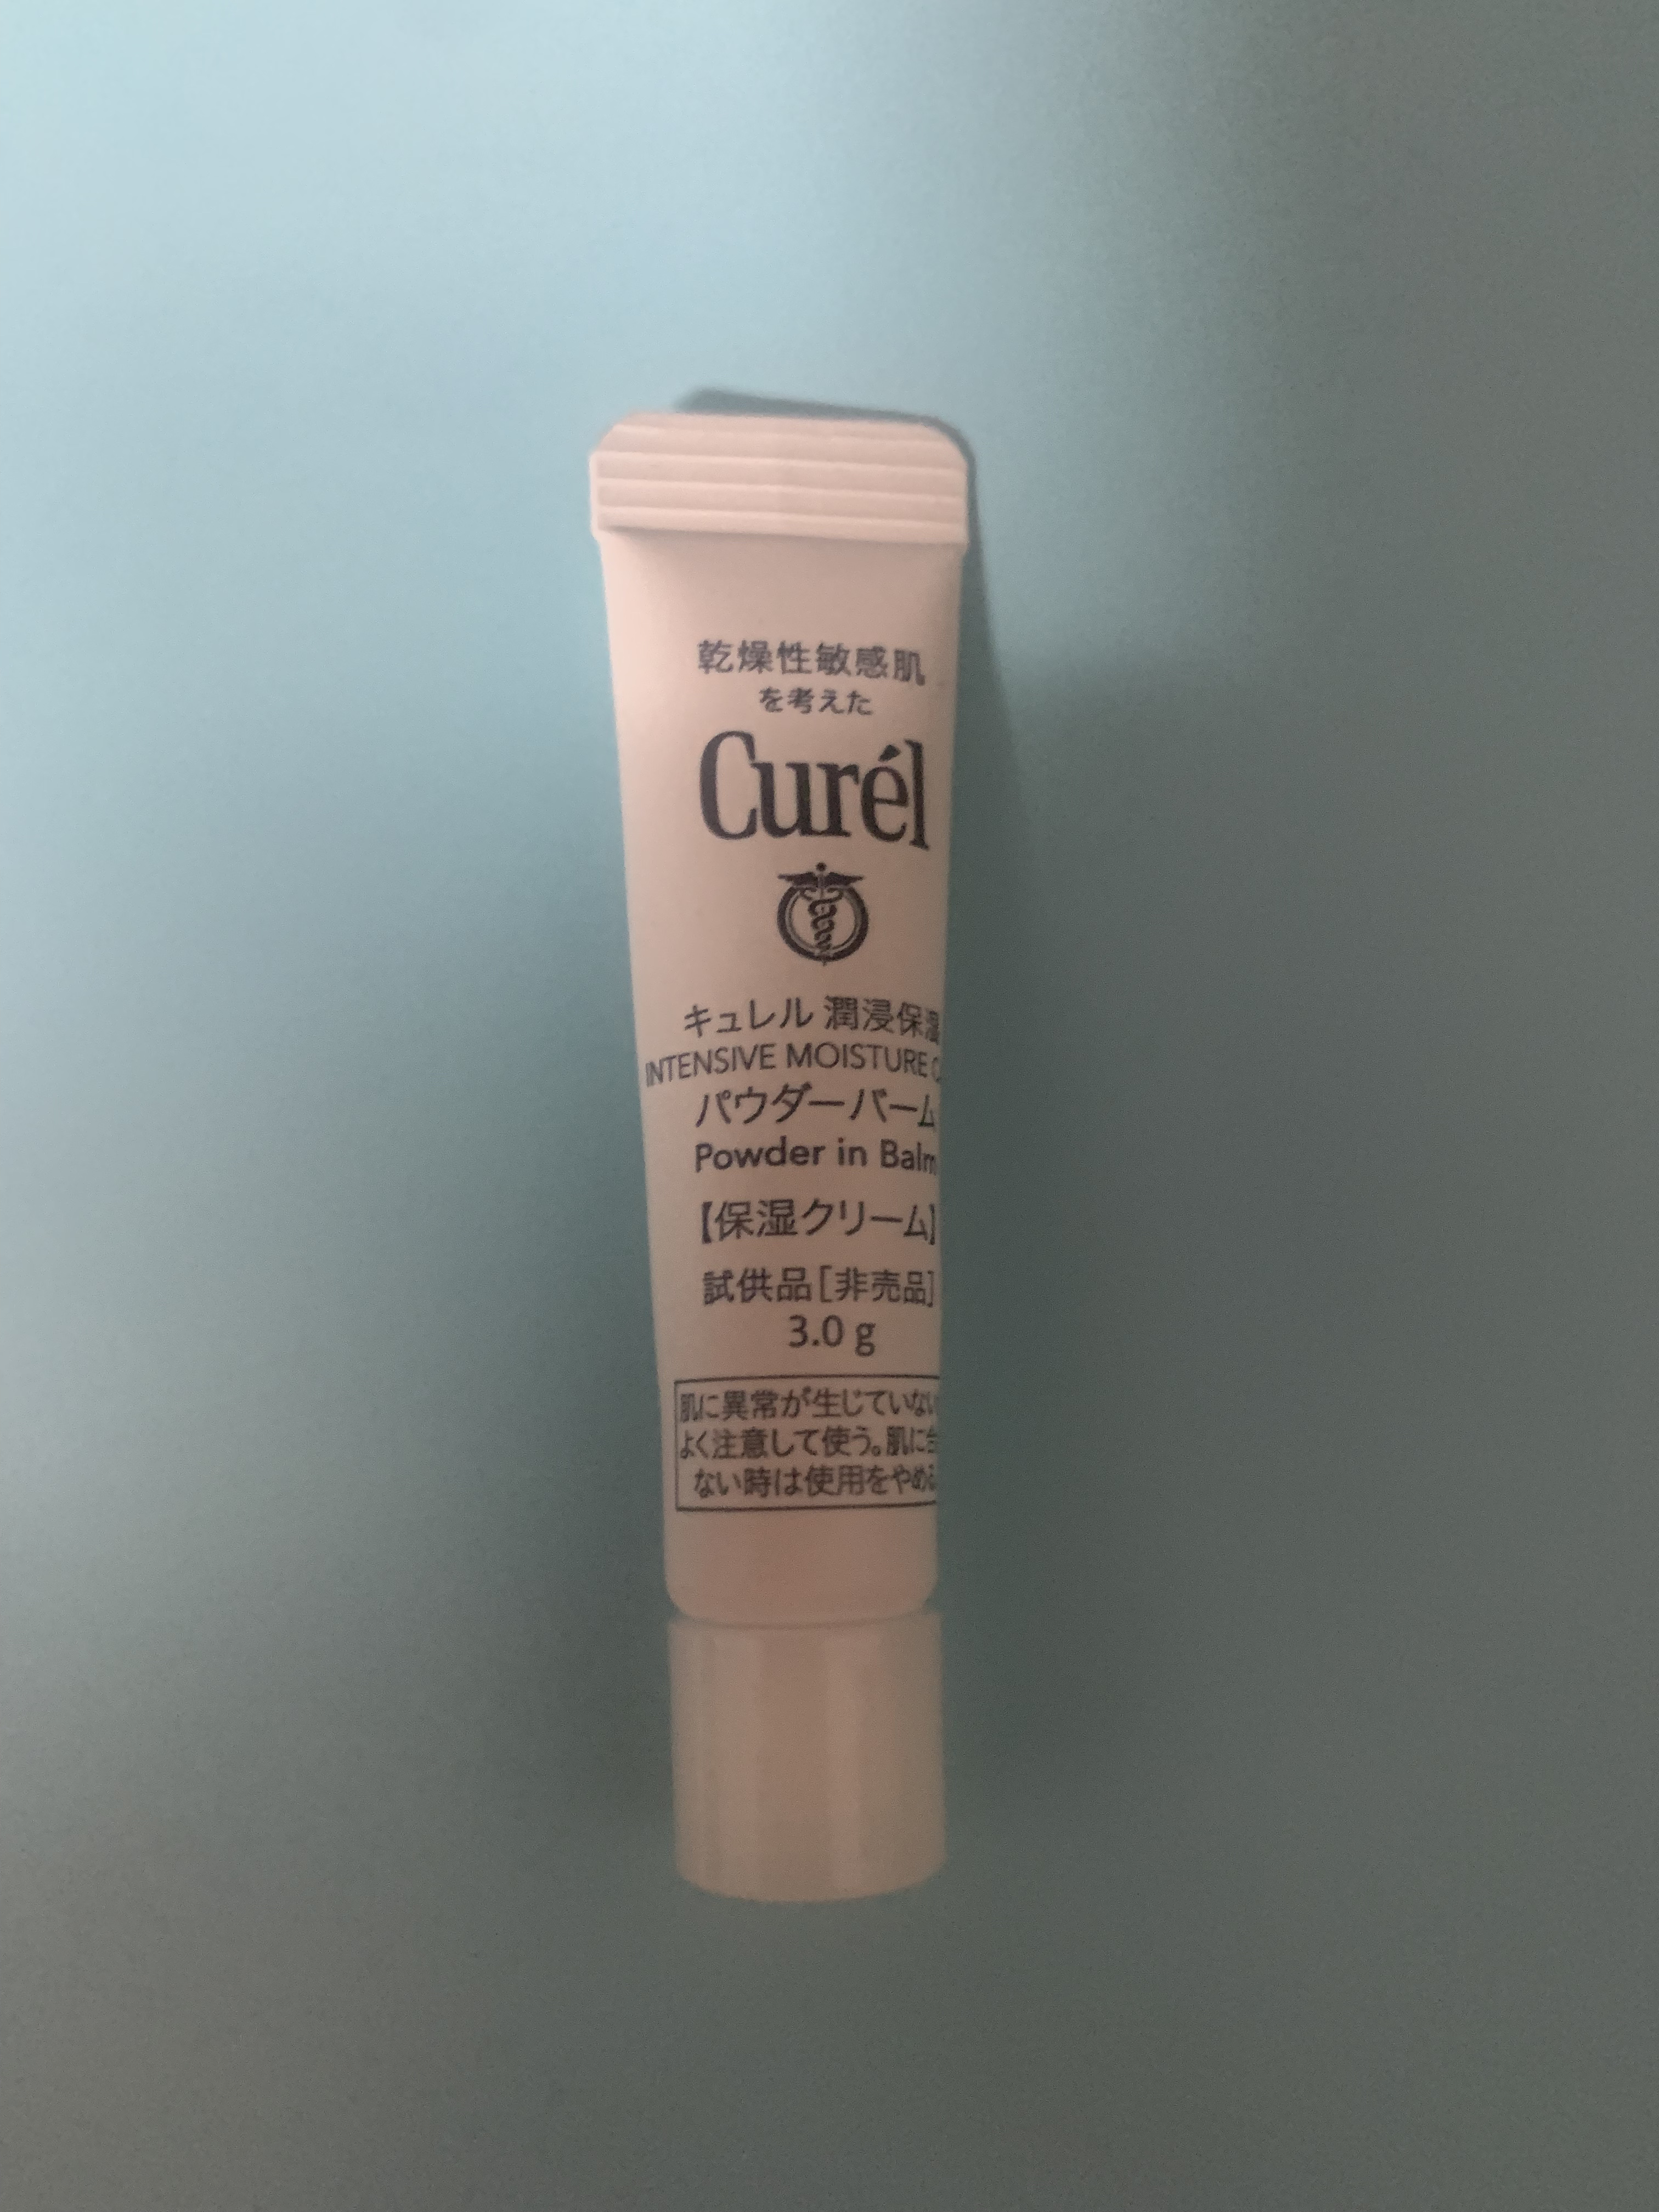 乾燥性敏感肌
を考えた
Curél
キュレル 潤浸保湿
INTENSIVE MOISTURE
パウダーバーム
Powder in Balm
【保湿クリーム】
試供品[非売品]
3.0 g
肌に異常が生じていない
よく注意して使う。肌に合
ない時は使用をやめる